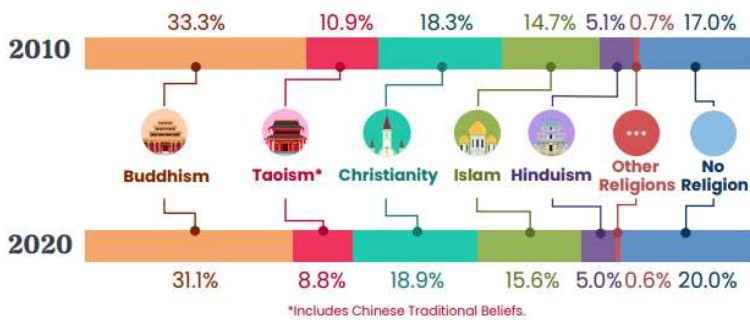 33.3% 10.9% 18.3% 14.7% 5.1% 0.7% 17.0%
2010
Buddhism Taoism* Christianity Islam Hinduism Other Religions No Religion
2020
31.1% 8.8% 18.9% 15.6% 5.0% 0.6% 20.0%
*Includes Chinese Traditional Beliefs.